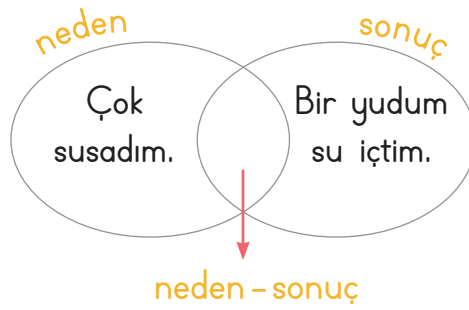 neden
sonuç
Çok
susadım.
Bir yudum
su içtim.
neden – sonuç